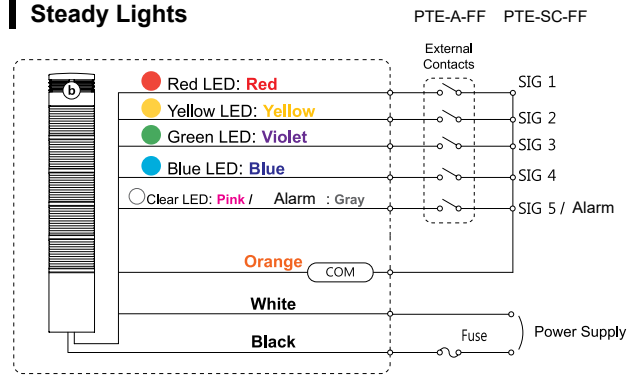 Steady Lights
PTE-A-FF PTE-SC-FF
External
Contacts
b
Red LED: Red
SIG 1
Yellow LED: Yellow
SIG 2
Green LED: Violet
SIG 3
Blue LED: Blue
SIG 4
Clear LED: Pink / Alarm : Gray
SIG 5 / Alarm
Orange
COM
White
Black
Fuse
Power Supply